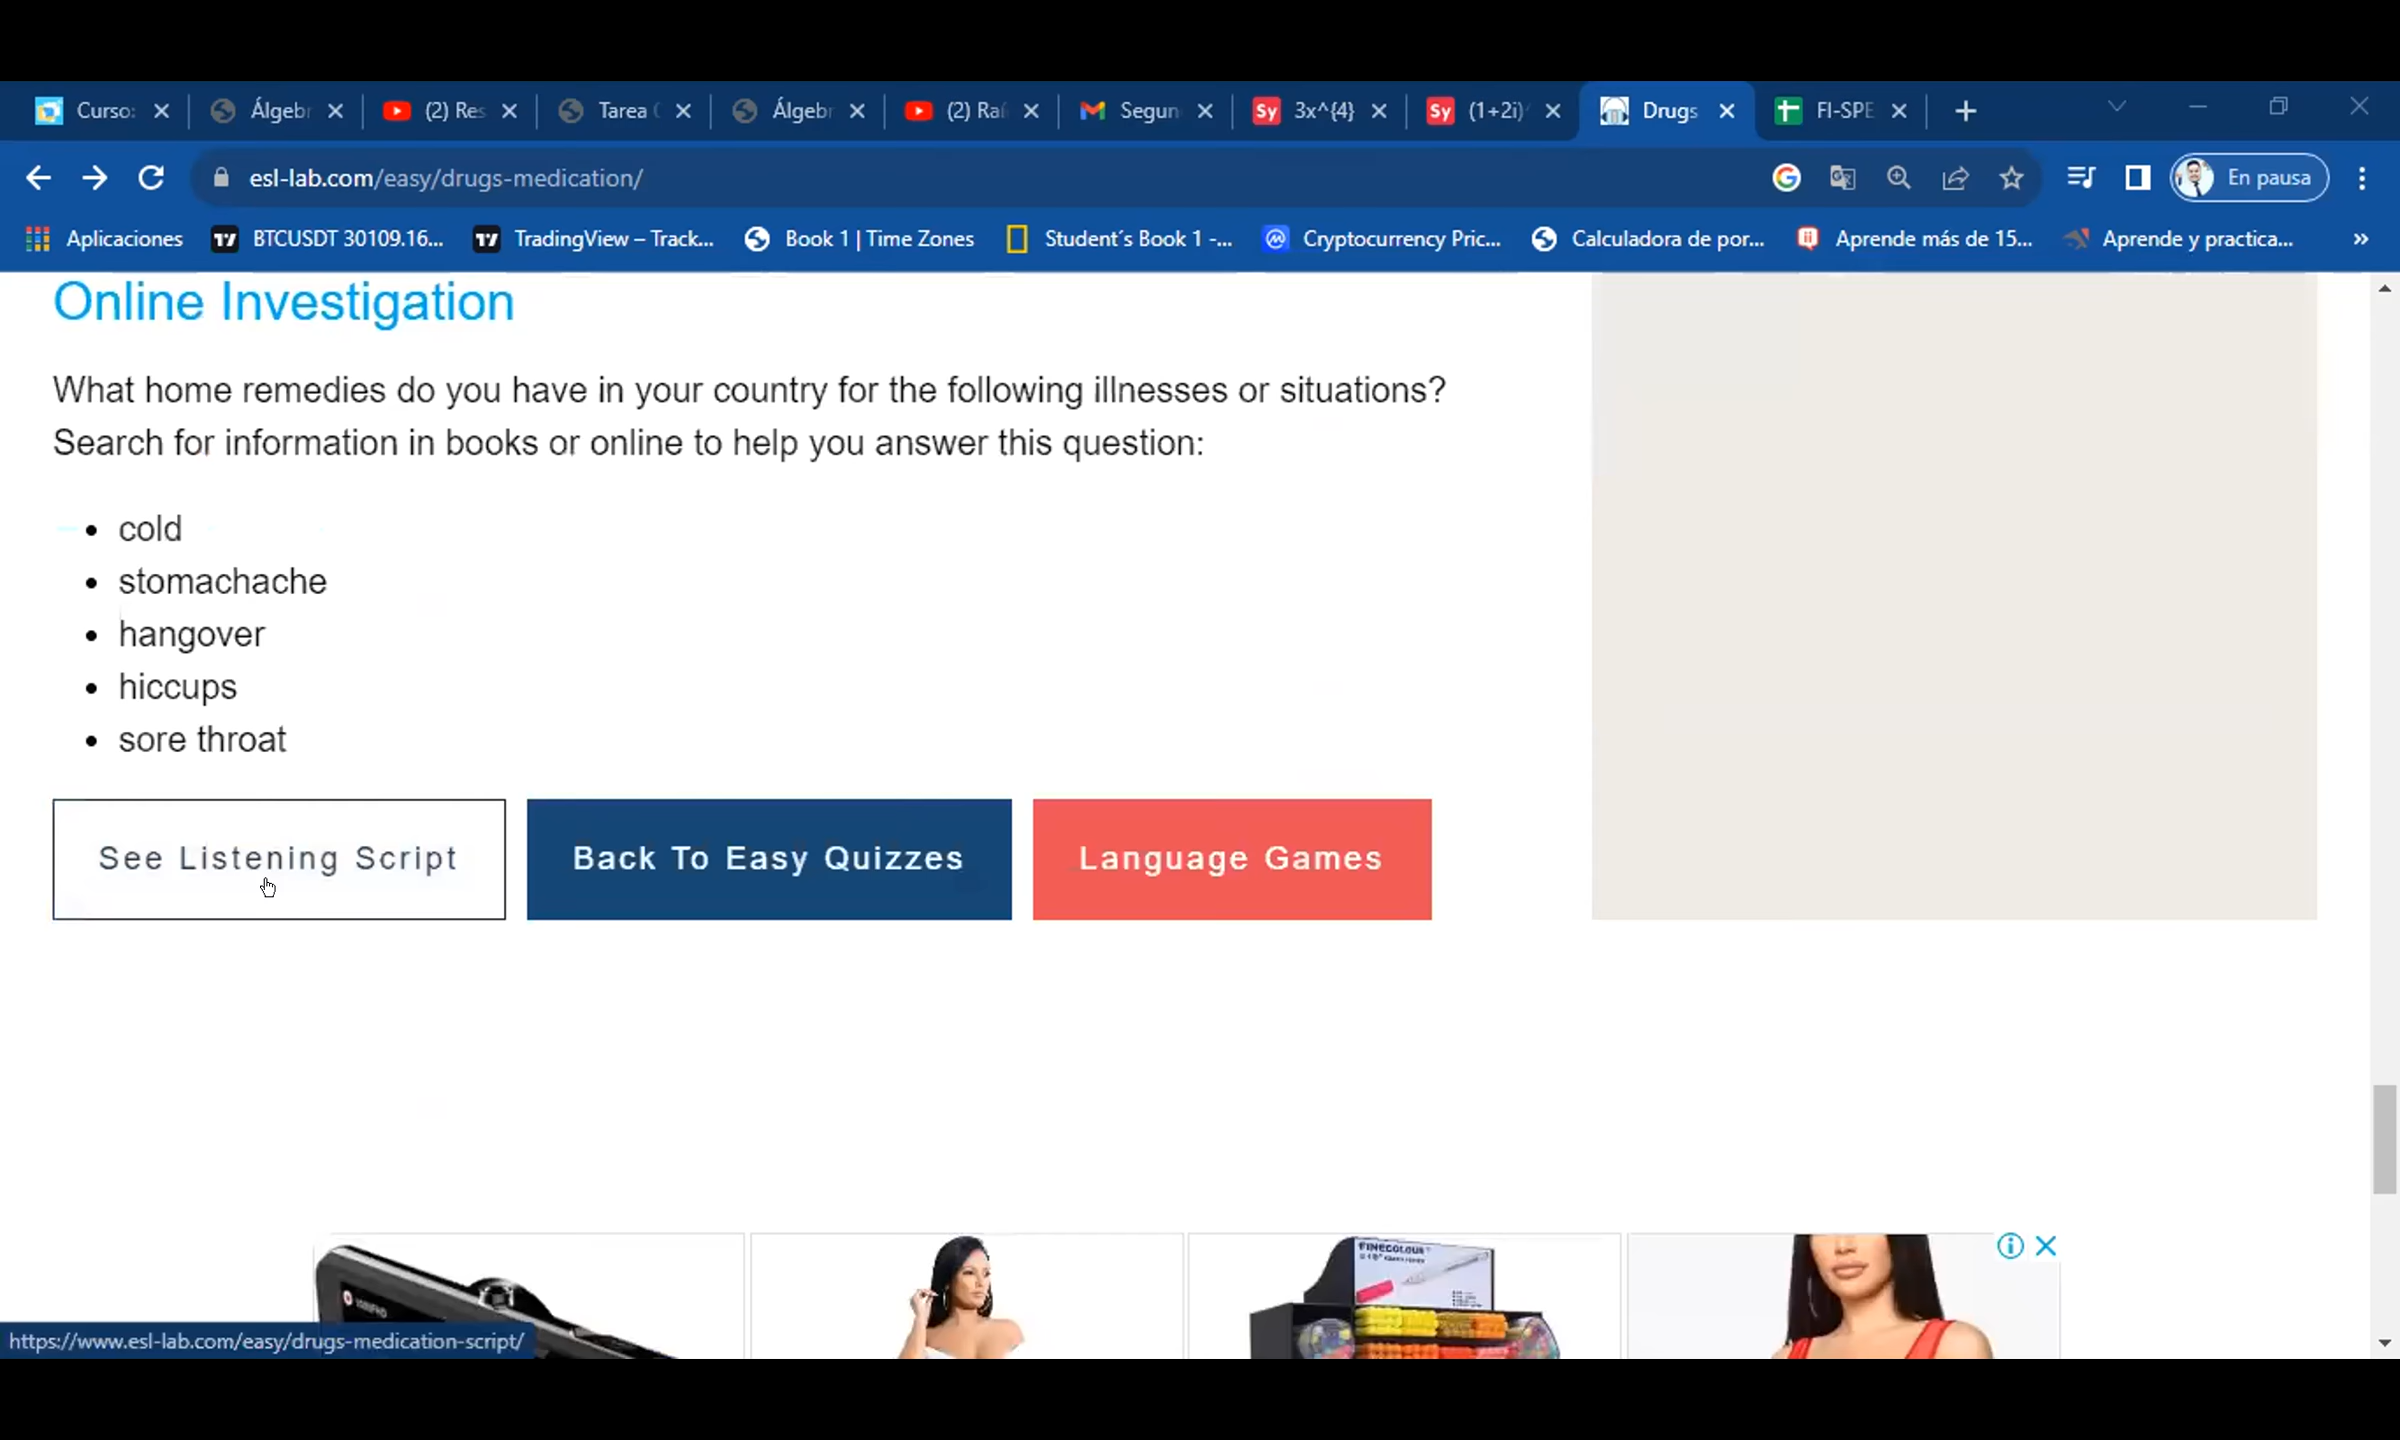 Curso:
Álgebr
(2) Res
Tarea (
Álgebr
(2) Raí
Segun
Sy
3x^{4}
Sy
(1+2i)
Drugs
FI-SPE
esl-lab.com/easy/drugs-medication/
En pausa
Aplicaciones
BTCUSDT 30109.16...
TradingView – Track...
Book 1 | Time Zones
Student´s Book 1 -...
Cryptocurrency Pric...
Calculadora de por...
Aprende más de 15...
Aprende y practica...
»
Online Investigation
What home remedies do you have in your country for the following illnesses or situations?
Search for information in books or online to help you answer this question:
• cold
• stomachache
• hangover
• hiccups
• sore throat
See Listening Script
Back To Easy Quizzes
Language Games
FINECOLOUR
https://www.esl-lab.com/easy/drugs-medication-script/